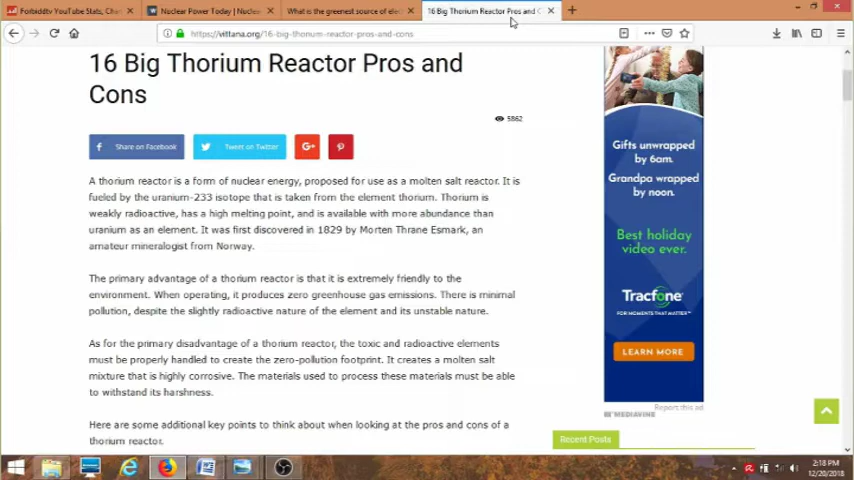 Forbiddtv YouTube Stats, Chan
Nuclear Power Today | Nuclea
What is the greenest source of elec
16 Big Thorium Reactor Pros and C
https://vittana.org/16-big-thorium-reactor-pros-and-cons
16 Big Thorium Reactor Pros and
Cons
5862
Share on Facebook
Tweet on Twitter
G+
A thorium reactor is a form of nuclear energy, proposed for use as a molten salt reactor. It is
fueled by the uranium-233 isotope that is taken from the element thorium. Thorium is
weakly radioactive, has a high melting point, and is available with more abundance than
uranium as an element. It was first discovered in 1829 by Morten Thrane Esmark, an
amateur mineralogist from Norway.
The primary advantage of a thorium reactor is that it is extremely friendly to the
environment. When operating, it produces zero greenhouse gas emissions. There is minimal
pollution, despite the slightly radioactive nature of the element and its unstable nature.
As for the primary disadvantage of a thorium reactor, the toxic and radioactive elements
must be properly handled to create the zero-pollution footprint. It creates a molten salt
mixture that is highly corrosive. The materials used to process these materials must be able
to withstand its harshness.
Here are some additional key points to think about when looking at the pros and cons of a
thorium reactor.
Gifts unwrapped
by 6am.
Grandpa wrapped
by noon.
Best holiday
video ever.
Tracfone
FOR MOMENTS THAT MATTER™
LEARN MORE
Report this ad
MEDIAVINE
Recent Posts
2:18 PM
12/20/2018